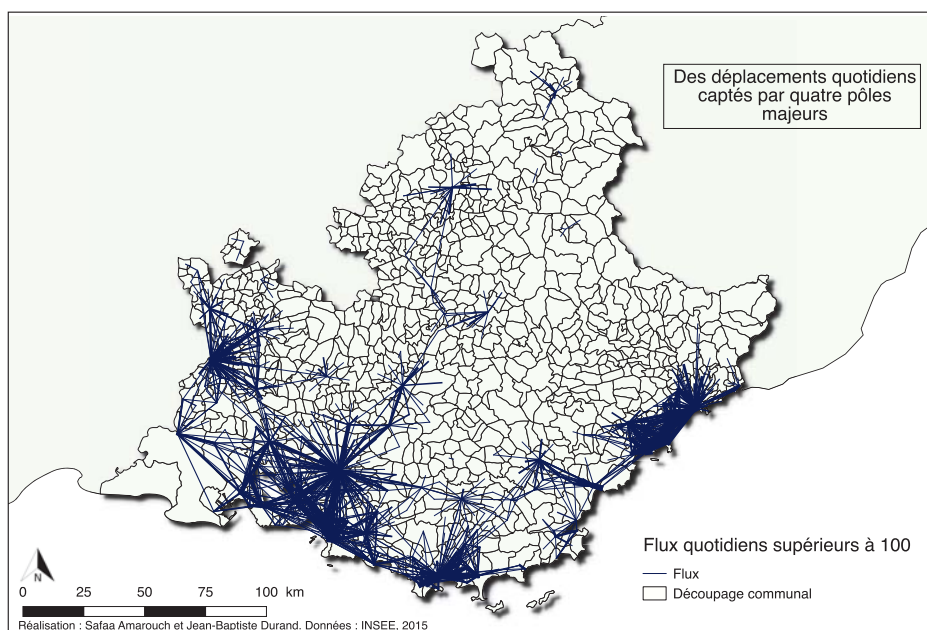 Des déplacements quotidiens
captés par quatre pôles
majeurs
Flux quotidiens supérieurs à 100
Flux
Découpage communal
N
0 25 50 75 100 km
Réalisation : Safaa Amarouch et Jean-Baptiste Durand. Données : INSEE, 2015